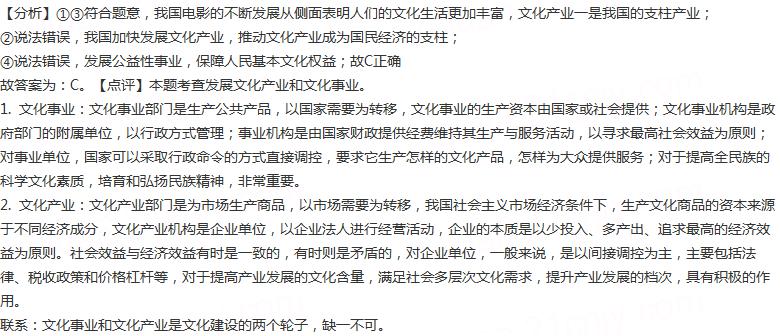 【分析】①③符合题意，我国电影的不断发展从侧面表明人们的文化生活更加丰富，文化产业一是我国的支柱产业；
②说法错误，我国加快发展文化产业，推动文化产业成为国民经济的支柱；
④说法错误，发展公益性事业，保障人民基本文化权益；故C正确
故答案为：C。【点评】本题考查发展文化产业和文化事业。
1. 文化事业：文化事业部门是生产公共产品，以国家需要为转移，文化事业的生产资本由国家或社会提供；文化事业机构是政
府部门的附属单位，以行政方式管理；事业机构是由国家财政提供经费维持其生产与服务活动，以寻求最高社会效益为原则；
对事业单位，国家可以采取行政命令的方式直接调控，要求它生产怎样的文化产品，怎样为大众提供服务；对于提高全民族的
科学文化素质，培育和弘扬民族精神，非常重要。
2. 文化产业：文化产业部门是为市场生产商品，以市场需要为转移，我国社会主义市场经济条件下，生产文化商品的资本来源
于不同经济成分，文化产业机构是企业单位，以企业法人进行经营活动，企业的本质是以少投入、多产出、追求最高的经济效
益为原则。社会效益与经济效益有时是一致的，有时则是矛盾的，对企业单位，一般来说，是以间接调控为主，主要包括法
律、税收政策和价格杠杆等，对于提高产业发展的文化含量，满足社会多层次文化需求，提升产业发展的档次，具有积极的作
用。
联系：文化事业和文化产业是文化建设的两个轮子，缺一不可。